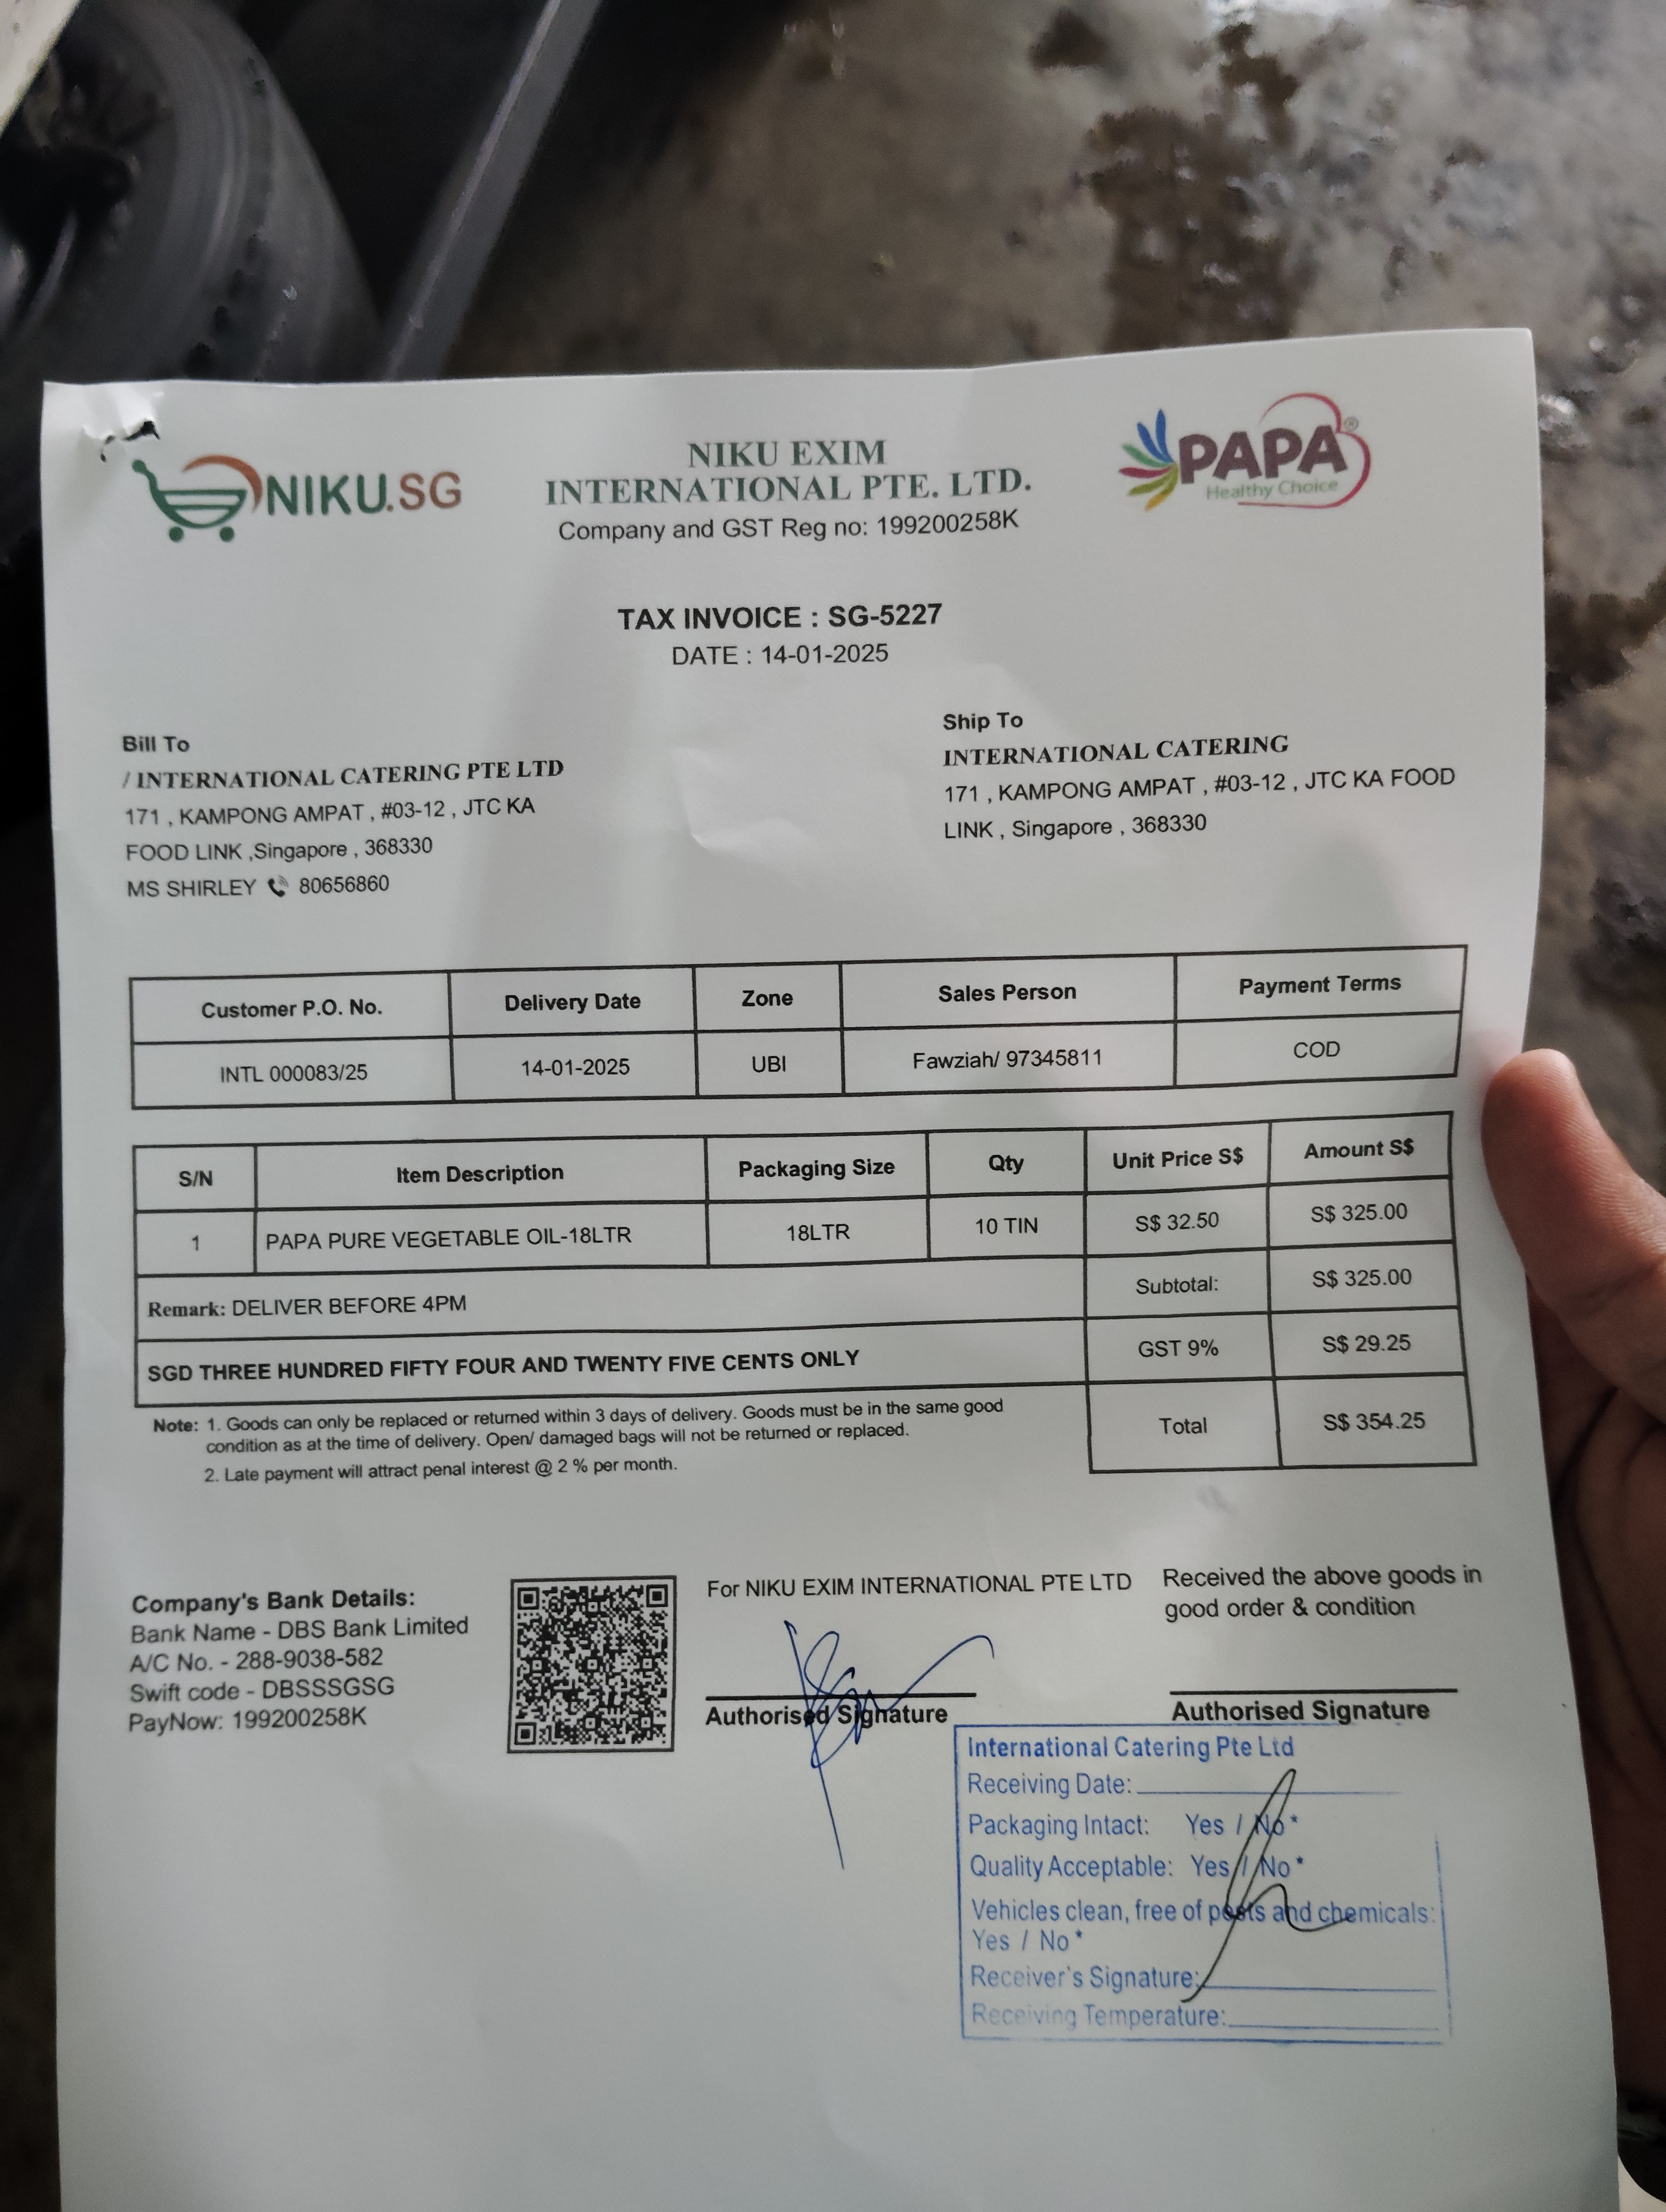 NIKU.SG
NIKU EXIM
INTERNATIONAL PTE. LTD.
Company and GST Reg no: 199200258K
PAPA®
Healthy Choice
TAX INVOICE : SG-5227
DATE : 14-01-2025
Bill To
/ INTERNATIONAL CATERING PTE LTD
171 , KAMPONG AMPAT , #03-12 , JTC KA
FOOD LINK ,Singapore , 368330
MS SHIRLEY 80656860
Ship To
INTERNATIONAL CATERING
171 , KAMPONG AMPAT , #03-12 , JTC KA FOOD
LINK , Singapore , 368330
Customer P.O. No. Delivery Date Zone Sales Person Payment Terms
INTL 000083/25 14-01-2025 UBI Fawziah/ 97345811 COD
S/N Item Description Packaging Size Qty Unit Price S$ Amount S$
1 PAPA PURE VEGETABLE OIL-18LTR 18LTR 10 TIN S$ 32.50 S$ 325.00
Remark: DELIVER BEFORE 4PM Subtotal: S$ 325.00
SGD THREE HUNDRED FIFTY FOUR AND TWENTY FIVE CENTS ONLY GST 9% S$ 29.25
Total S$ 354.25
Note: 1. Goods can only be replaced or returned within 3 days of delivery. Goods must be in the same good
condition as at the time of delivery. Open/ damaged bags will not be returned or replaced.
2. Late payment will attract penal interest @ 2 % per month.
Company's Bank Details:
Bank Name - DBS Bank Limited
A/C No. - 288-9038-582
Swift code - DBSSSGSG
PayNow: 199200258K
For NIKU EXIM INTERNATIONAL PTE LTD
Authorised Signature
Received the above goods in
good order & condition
Authorised Signature
International Catering Pte Ltd
Receiving Date:
Packaging Intact: Yes / No*
Quality Acceptable: Yes / No*
Vehicles clean, free of pests and chemicals:
Yes / No*
Receiver's Signature:
Receiving Temperature: